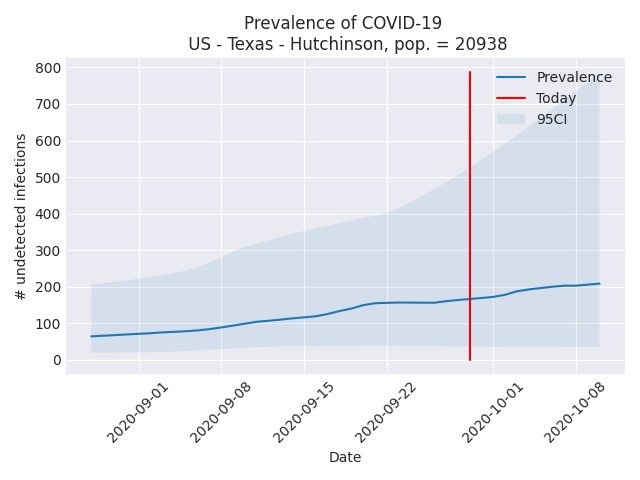 Prevalence of COVID-19
US - Texas - Hutchinson, pop. = 20938
Prevalence
Today
95CI
# undetected infections
800
700
600
500
400
300
200
100
0
2020-09-01
2020-09-08
2020-09-15
2020-09-22
2020-10-01
2020-10-08
Date